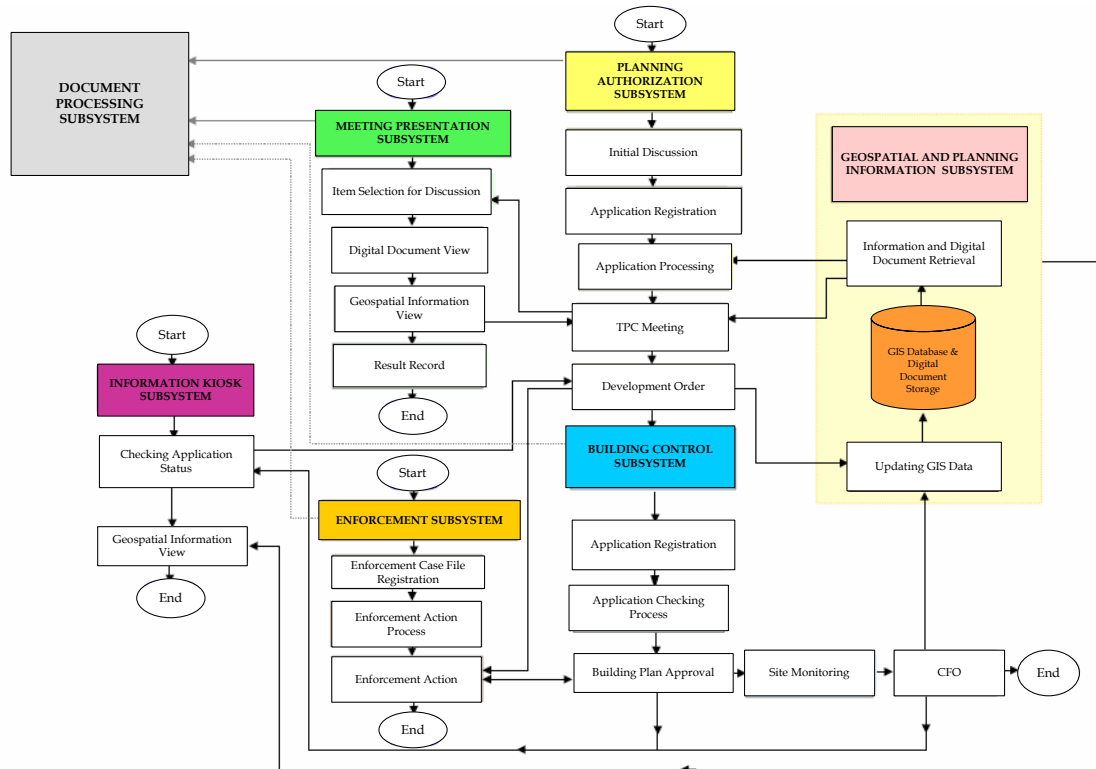 Start
DOCUMENT
PROCESSING
SUBSYSTEM
PLANNING
AUTHORIZATION
SUBSYSTEM
Start
MEETING PRESENTATION
SUBSYSTEM
Initial Discussion
GEOSPATIAL AND PLANNING
INFORMATION SUBSYSTEM
Item Selection for Discussion
Application Registration
Digital Document View
Application Processing
Information and Digital
Document Retrieval
Geospatial Information
View
TPC Meeting
Start
Result Record
GIS Database &
Digital
Document
Storage
INFORMATION KIOSK
SUBSYSTEM
Development Order
End
Checking Application
Status
BUILDING CONTROL
SUBSYSTEM
Updating GIS Data
Start
ENFORCEMENT SUBSYSTEM
Geospatial Information
View
Application Registration
Enforcement Case File
Registration
End
Application Checking
Process
Enforcement Action
Process
Enforcement Action
Building Plan Approval
Site Monitoring
CFO
End
End